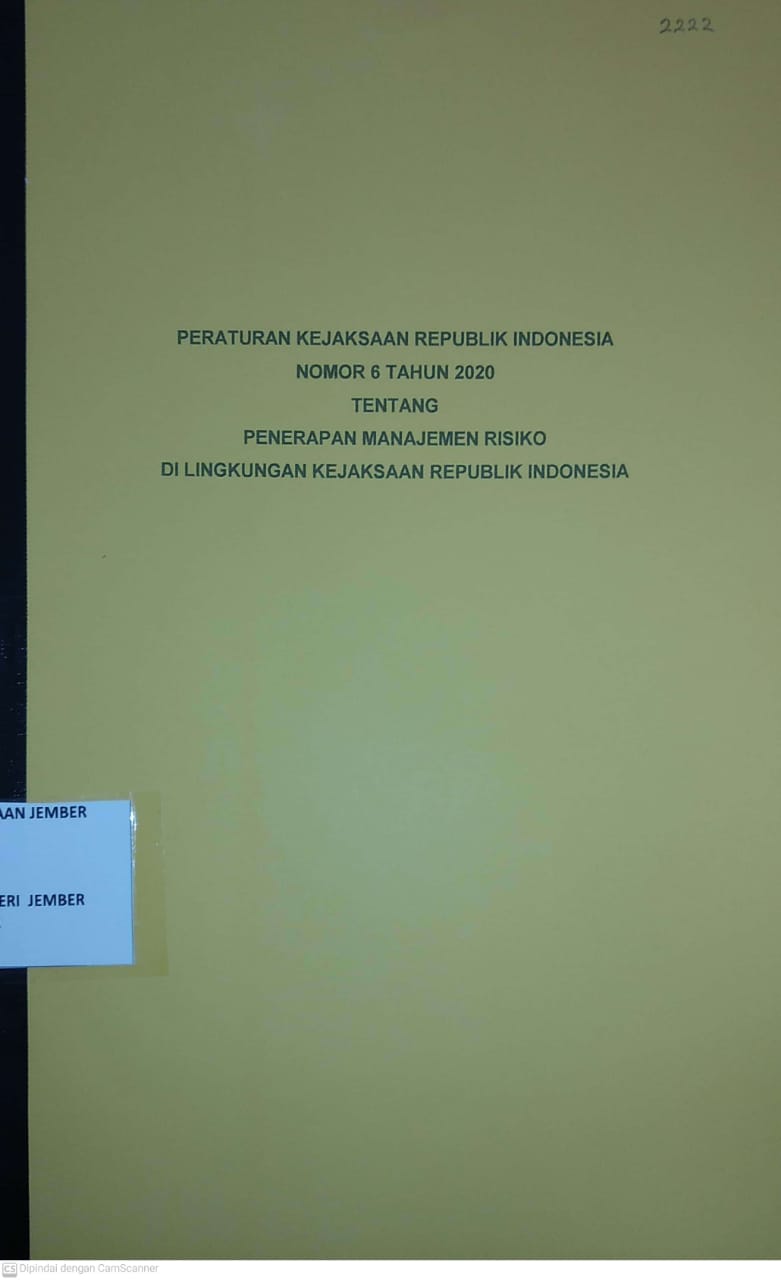 2222
PERATURAN KEJAKSAAN REPUBLIK INDONESIA
NOMOR 6 TAHUN 2020
TENTANG
PENERAPAN MANAJEMEN RISIKO
DI LINGKUNGAN KEJAKSAAN REPUBLIK INDONESIA
AAN JEMBER
ERI JEMBER
CS Dipindai dengan CamScanner